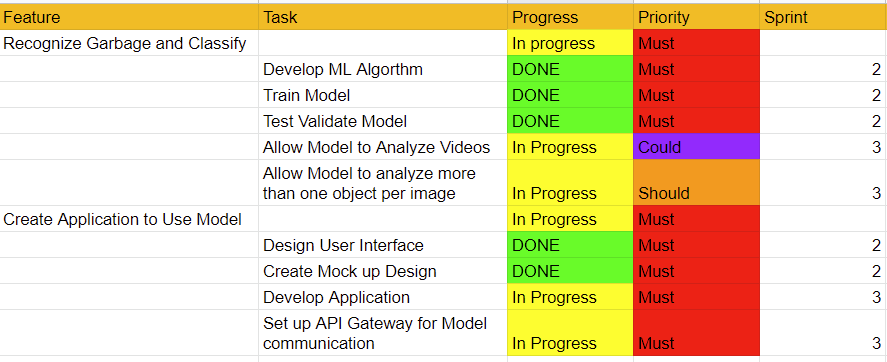 Feature Task Progress Priority Sprint
Recognize Garbage and Classify In progress Must
Develop ML Algorthm DONE Must 2
Train Model DONE Must 2
Test Validate Model DONE Must 2
Allow Model to Analyze Videos In Progress Could 3
Allow Model to analyze more
than one object per image In Progress Should 3
Create Application to Use Model In Progress Must
Design User Interface DONE Must 2
Create Mock up Design DONE Must 2
Develop Application In Progress Must 3
Set up API Gateway for Model
communication In Progress Must 3